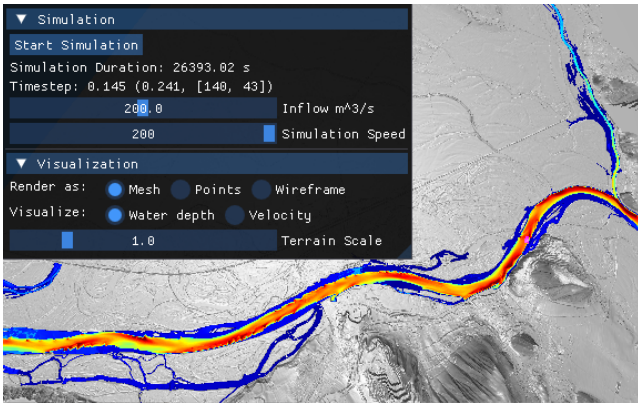 ▼ Simulation
Start Simulation
Simulation Duration: 26393.02 s
Timestep: 0.145 (0.241, [140, 43])
200.0 Inflow m^3/s
200 Simulation Speed
▼ Visualization
Render as: Mesh Points Wireframe
Visualize: Water depth Velocity
1.0 Terrain Scale